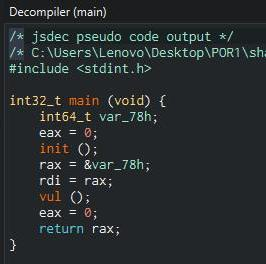 Decompiler (main)
/* jsdec pseudo code output */
/* C:\Users\Lenovo\Desktop\POR1\sha
#include <stdint.h>
int32_t main (void) {
int64_t var_78h;
eax = 0;
init ();
rax = &var_78h;
rdi = rax;
vul ();
eax = 0;
return rax;
}